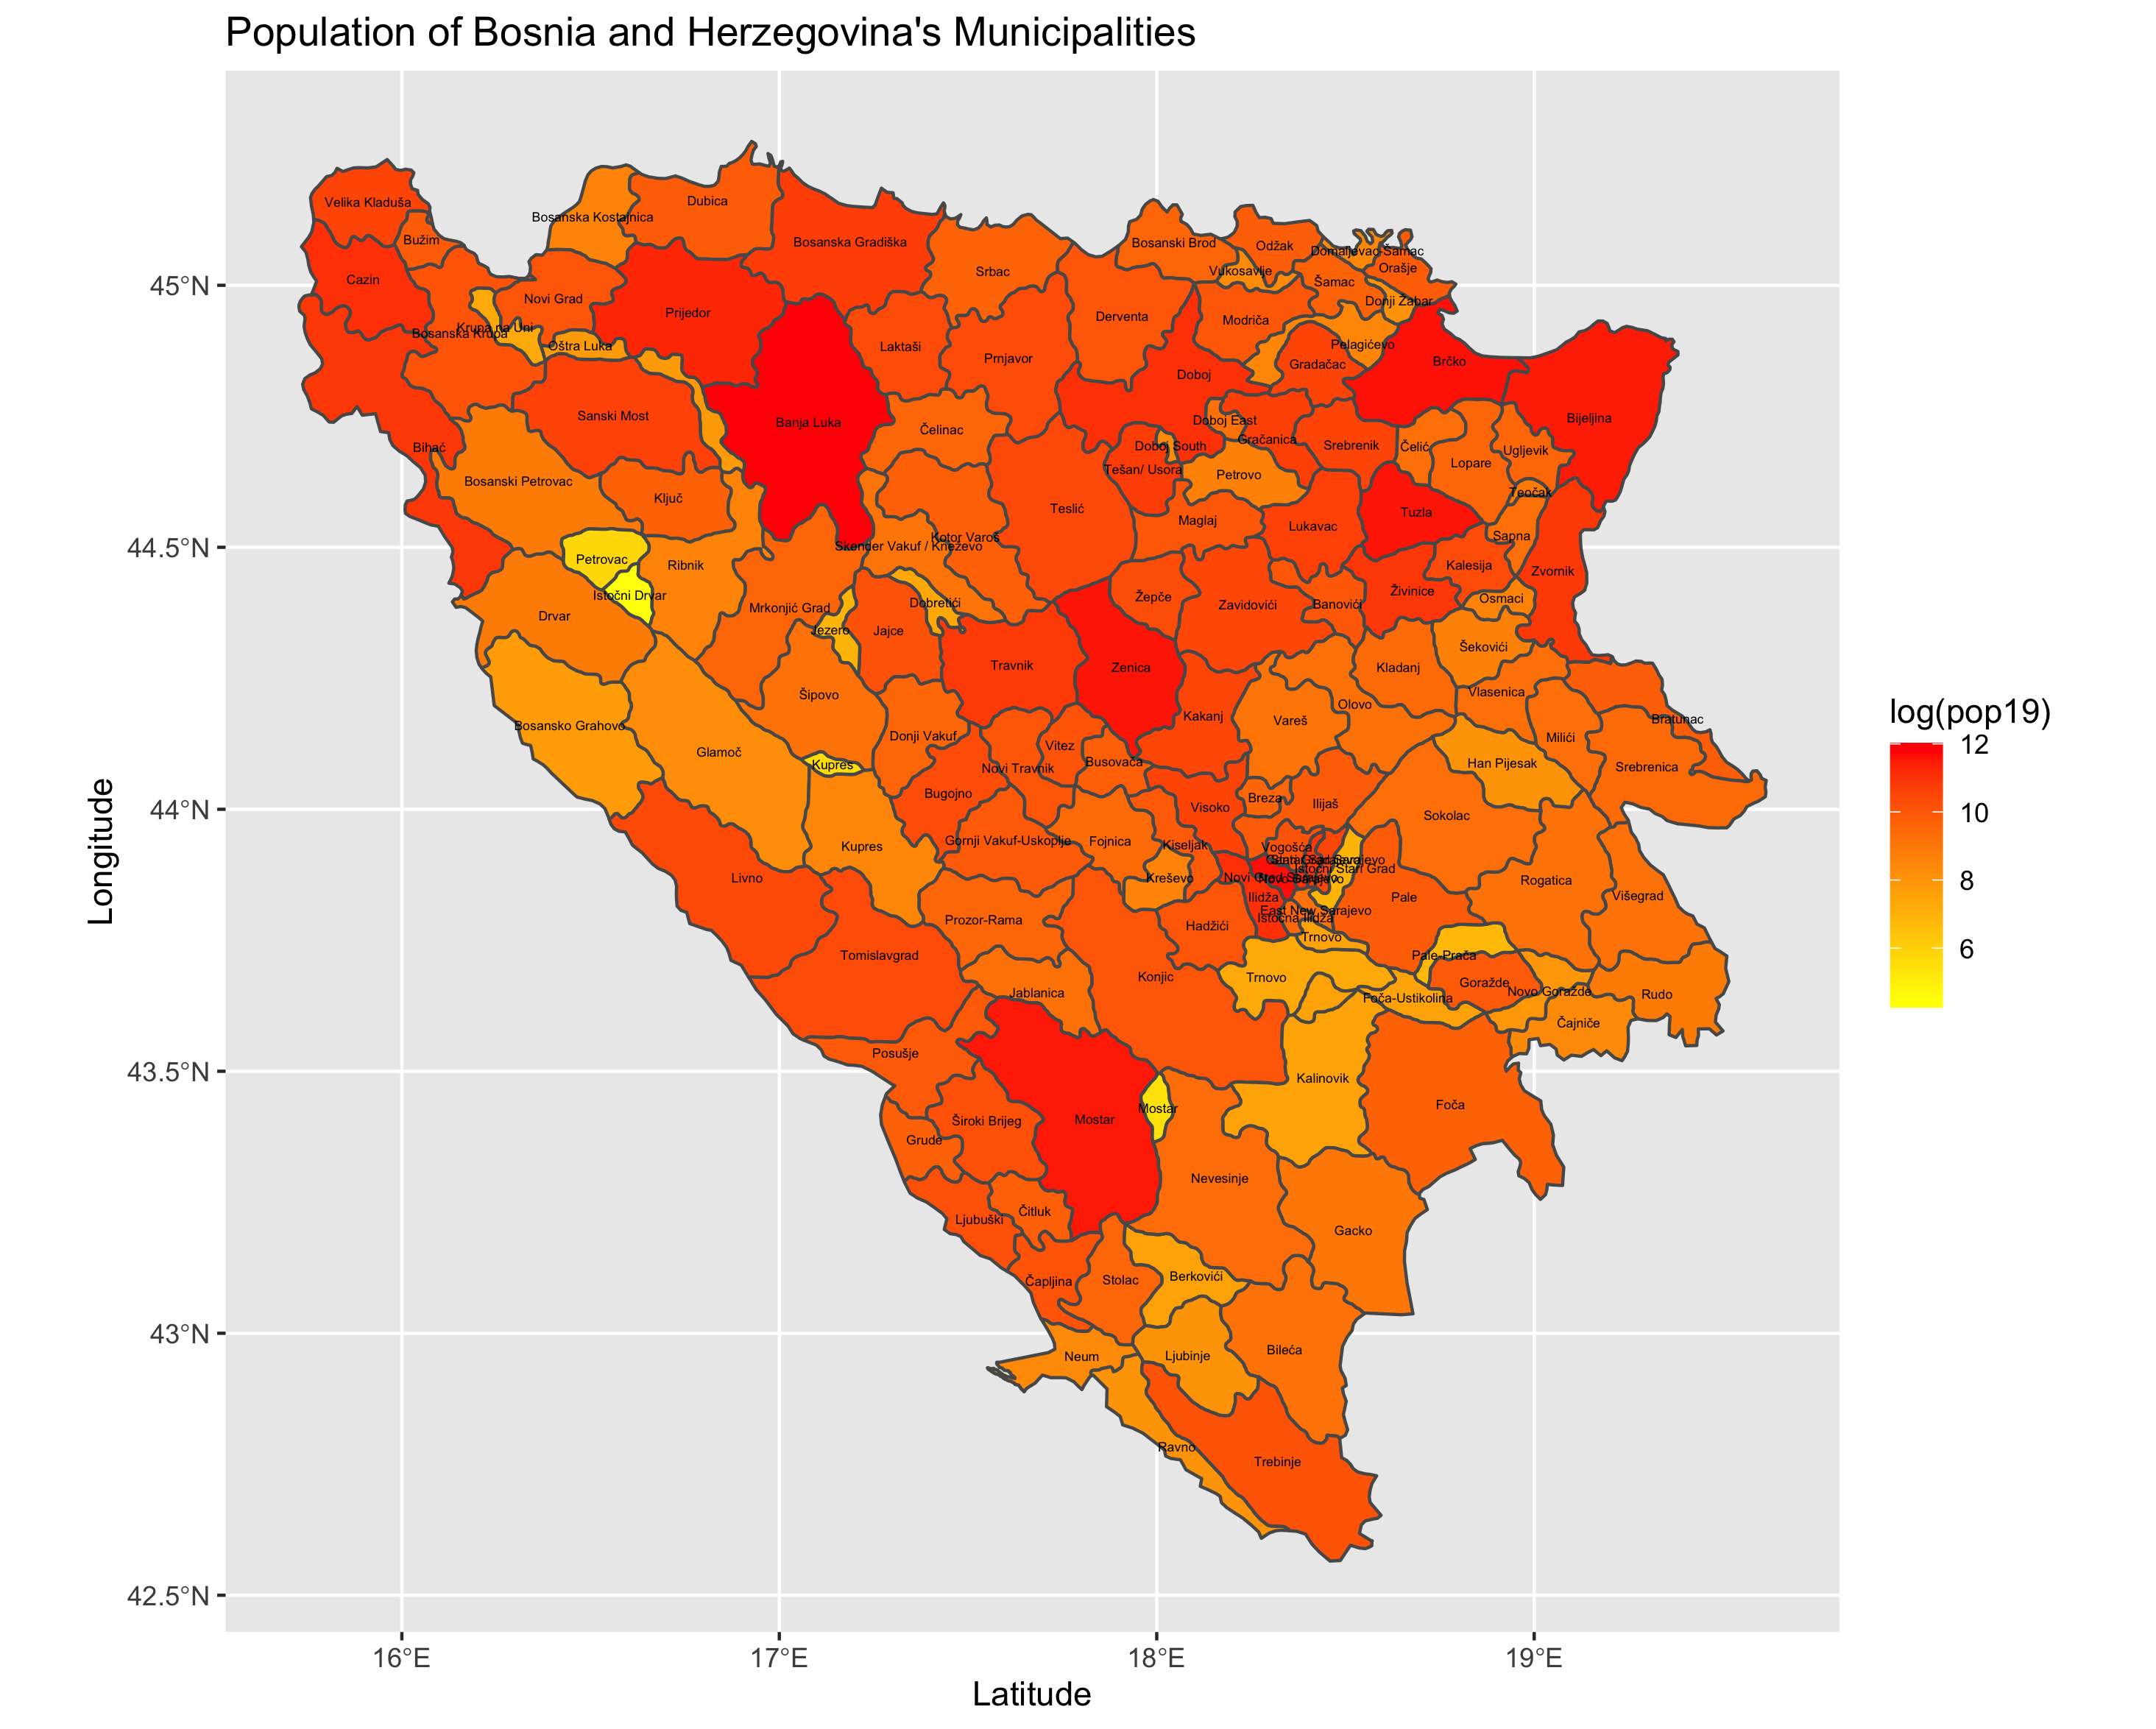 Population of Bosnia and Herzegovina's Municipalities
Velika Kladuša
Bužim
Cazin
Bosanska Kostajnica
Dubica
Bosanska Gradiška
Bosanski Brod
Odžak
Domaljevac-Šamac
Orašje
Vukosavlje
Srbac
Šamac
45°N
Novi Grad
Donji Žabar
Prijedor
Derventa
Modriča
Krupa na Uni
Bosanska Krupa
Oštra Luka
Laktaši
Prnjavor
Pelagićevo
Gradačac
Brčko
Doboj
Sanski Most
Banja Luka
Čelinac
Doboj East
Bijeljina
Bihać
Doboj South
Gračanica
Srebrenik
Čelić
Ugljevik
Tešan/ Usora
Lopare
Bosanski Petrovac
Petrovo
Ključ
Teočak
Teslić
Maglaj
Lukavac
Tuzla
Kotor Varoš
Sapna
44.5°N
Skender Vakuf / Kneževo
Petrovac
Ribnik
Kalesija
Zvornik
Istočni Drvar
Živinice
Drvar
Mrkonjić Grad
Dobretići
Žepče
Zavidovići
Banovići
Osmaci
Jezero
Jajce
Šekovići
Travnik
Zenica
Kladanj
Šipovo
Vlasenica
Olovo
Bosansko Grahovo
Donji Vakuf
Kakanj
Vareš
Bratunac
Glamoč
Vitez
Milići
Kupres
Novi Travnik
Busovača
Han Pijesak
Srebrenica
log(pop19)
12
10
8
6
44°N
Bugojno
Visoko
Breza
Ilijaš
Sokolac
Kupres
Gornji Vakuf-Uskoplje
Fojnica
Kiseljak
Vogošća
Istočni Stari Grad
Livno
Kreševo
Novi Grad Sarajevo
Novo Sarajevo
Rogatica
Ilidža
Pale
Višegrad
Prozor-Rama
Hadžići
East New Sarajevo
Istočna Ilidža
Trnovo
Tomislavgrad
Pale-Prača
Konjic
Trnovo
Goražde
Novo Goražde
Jablanica
Foča-Ustikolina
Rudo
Čajniče
Posušje
43.5°N
Kalinovik
Mostar
Mostar
Foča
Široki Brijeg
Grude
Nevesinje
Čitluk
Ljubuški
Gacko
Čapljina
Stolac
Berkovići
43°N
Neum
Ljubinje
Bileća
Ravno
Trebinje
42.5°N
16°E
17°E
18°E
19°E
Latitude
Longitude